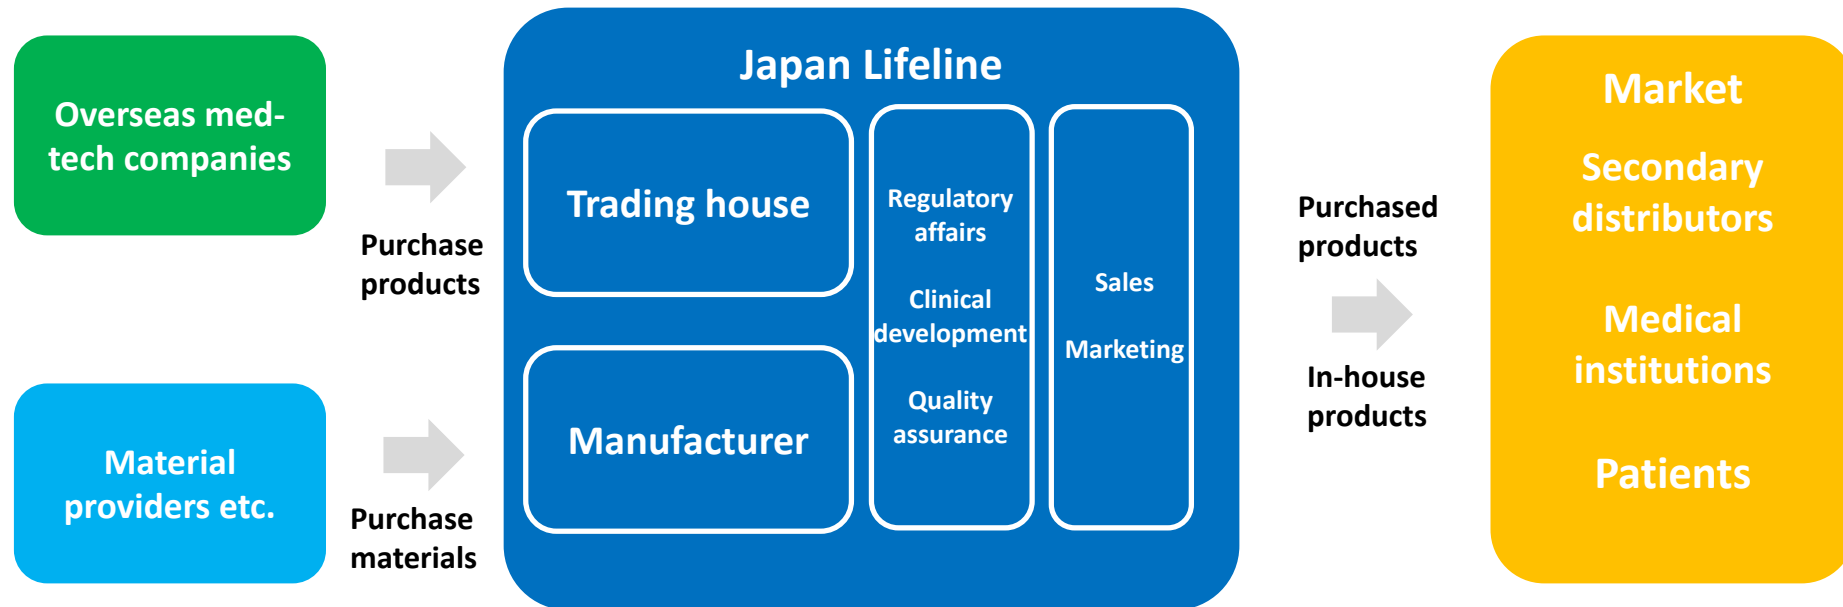 Overseas med-
tech companies
Material
providers etc.
Purchase
products
Purchase
materials
Japan Lifeline
Trading house
Manufacturer
Regulatory
affairs
Clinical
development
Quality
assurance
Sales
Marketing
Purchased
products
In-house
products
Market
Secondary
distributors
Medical
institutions
Patients